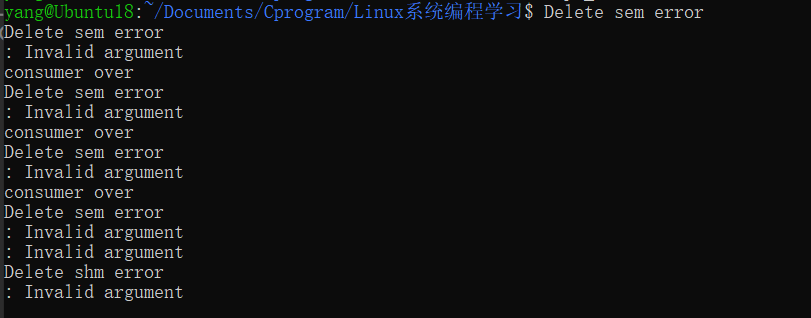 yang@Ubuntu18:~/Documents/Cprogram/Linux系统编程学习$ Delete sem error
Delete sem error
: Invalid argument
consumer over
Delete sem error
: Invalid argument
consumer over
Delete sem error
: Invalid argument
consumer over
Delete sem error
: Invalid argument
: Invalid argument
Delete shm error
: Invalid argument